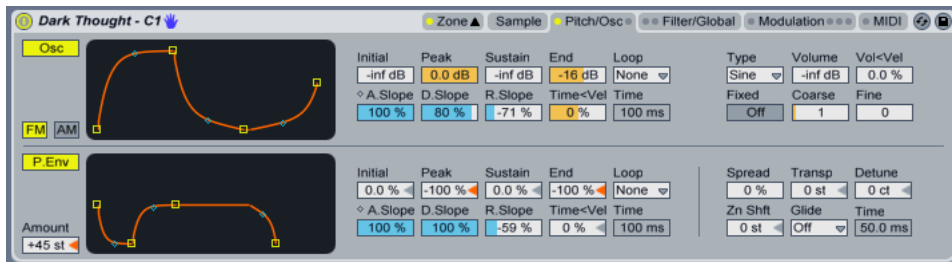 Dark Thought - C1
Zone Sample Pitch/Osc Filter/Global Modulation MIDI
Osc
FM AM
Initial Peak Sustain End Loop
-inf dB 0.0 dB -inf dB -16 dB None
A.Slope D.Slope R.Slope Time<Vel Time
100 % 80 % -71 % 0 % 100 ms
Type Volume Vol<Vel
Sine -inf dB 0.0 %
Fixed Coarse Fine
Off 1 0
P.Env
Amount
+45 st
Initial Peak Sustain End Loop
0.0 % -100 % 0.0 % -100 % None
A.Slope D.Slope R.Slope Time<Vel Time
100 % 100 % -59 % 0 % 100 ms
Spread Transp Detune
0 % 0 st 0 ct
Zn Shft Glide Time
0 st Off 50.0 ms